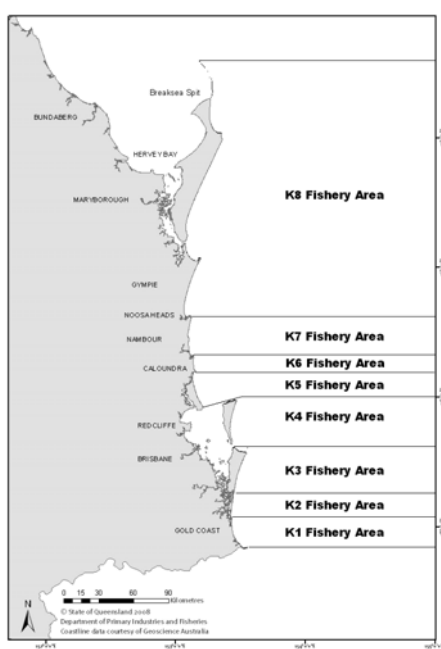 Breaksea Spit
BUNDABERG
HERVEY BAY
MARYBOROUGH
K8 Fishery Area
GYMPIE
NOOSA HEADS
K7 Fishery Area
NAMBOUR
K6 Fishery Area
CALOUNDRA
K5 Fishery Area
K4 Fishery Area
REDCLIFFE
BRISBANE
K3 Fishery Area
K2 Fishery Area
GOLD COAST
K1 Fishery Area
N
0 15 30 60 90
Kilometres
© State of Queensland 2008
Department of Primary Industries and Fisheries
Coastline data courtesy of Geoscience Australia